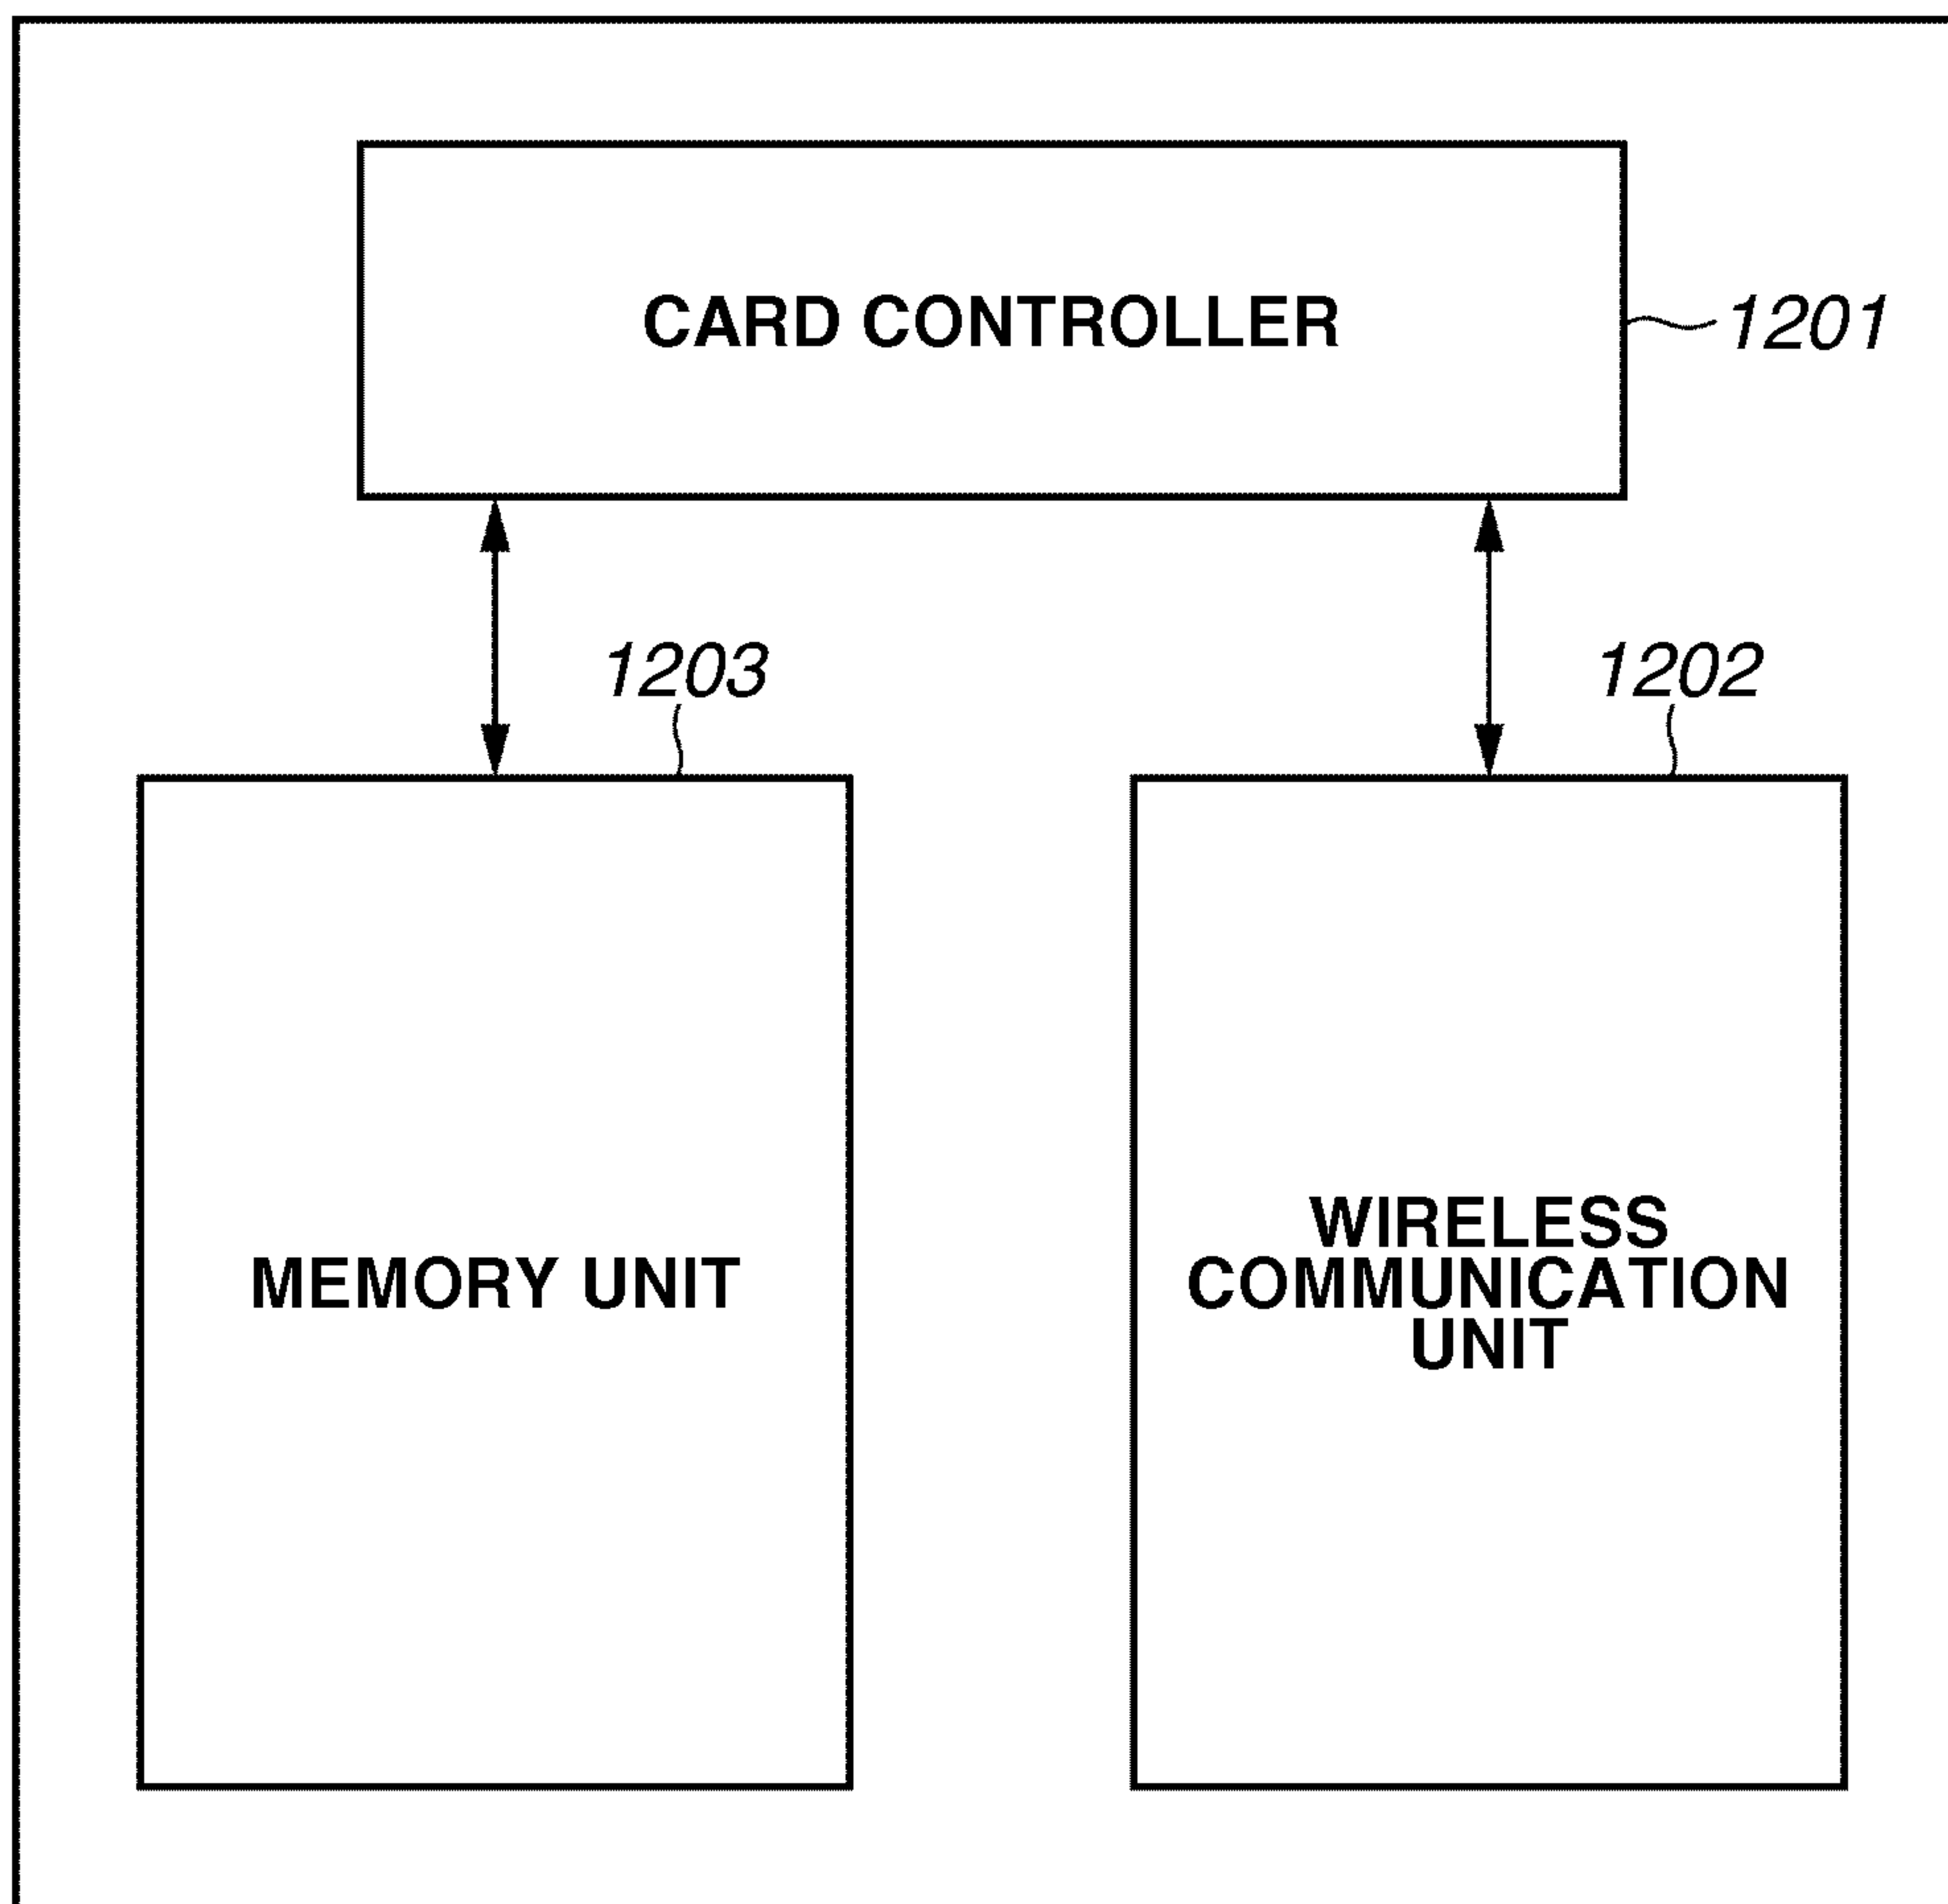 CARD CONTROLLER
1201
1203
1202
MEMORY UNIT
WIRELESS
COMMUNICATION
UNIT